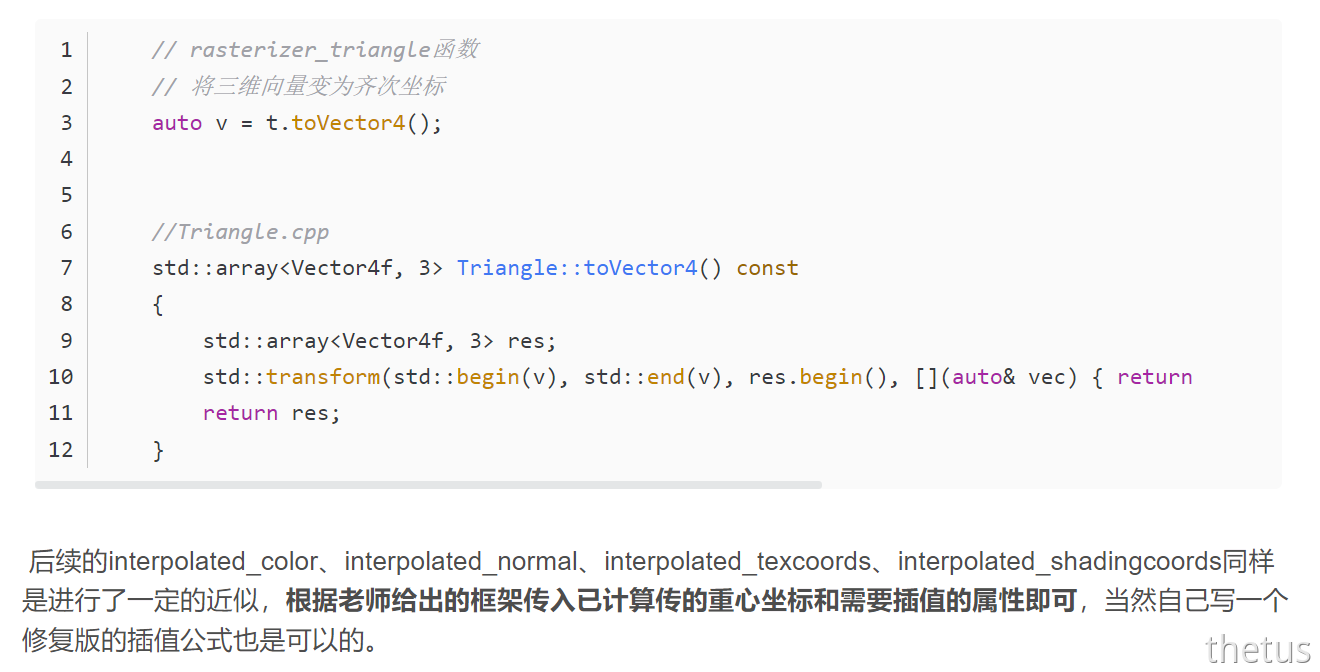 1 // rasterizer_triangle函数
2 // 将三维向量变为齐次坐标
3 auto v = t.toVector4();
4
5
6 //Triangle.cpp
7 std::array<Vector4f, 3> Triangle::toVector4() const
8 {
9 std::array<Vector4f, 3> res;
10 std::transform(std::begin(v), std::end(v), res.begin(), [](auto& vec) { return
11 return res;
12 }
后续的interpolated_color、interpolated_normal、interpolated_texcoords、interpolated_shadingcoords同样
是进行了一定的近似，根据老师给出的框架传入已计算传的重心坐标和需要插值的属性即可，当然自己写一个
修复版的插值公式也是可以的。
thetus